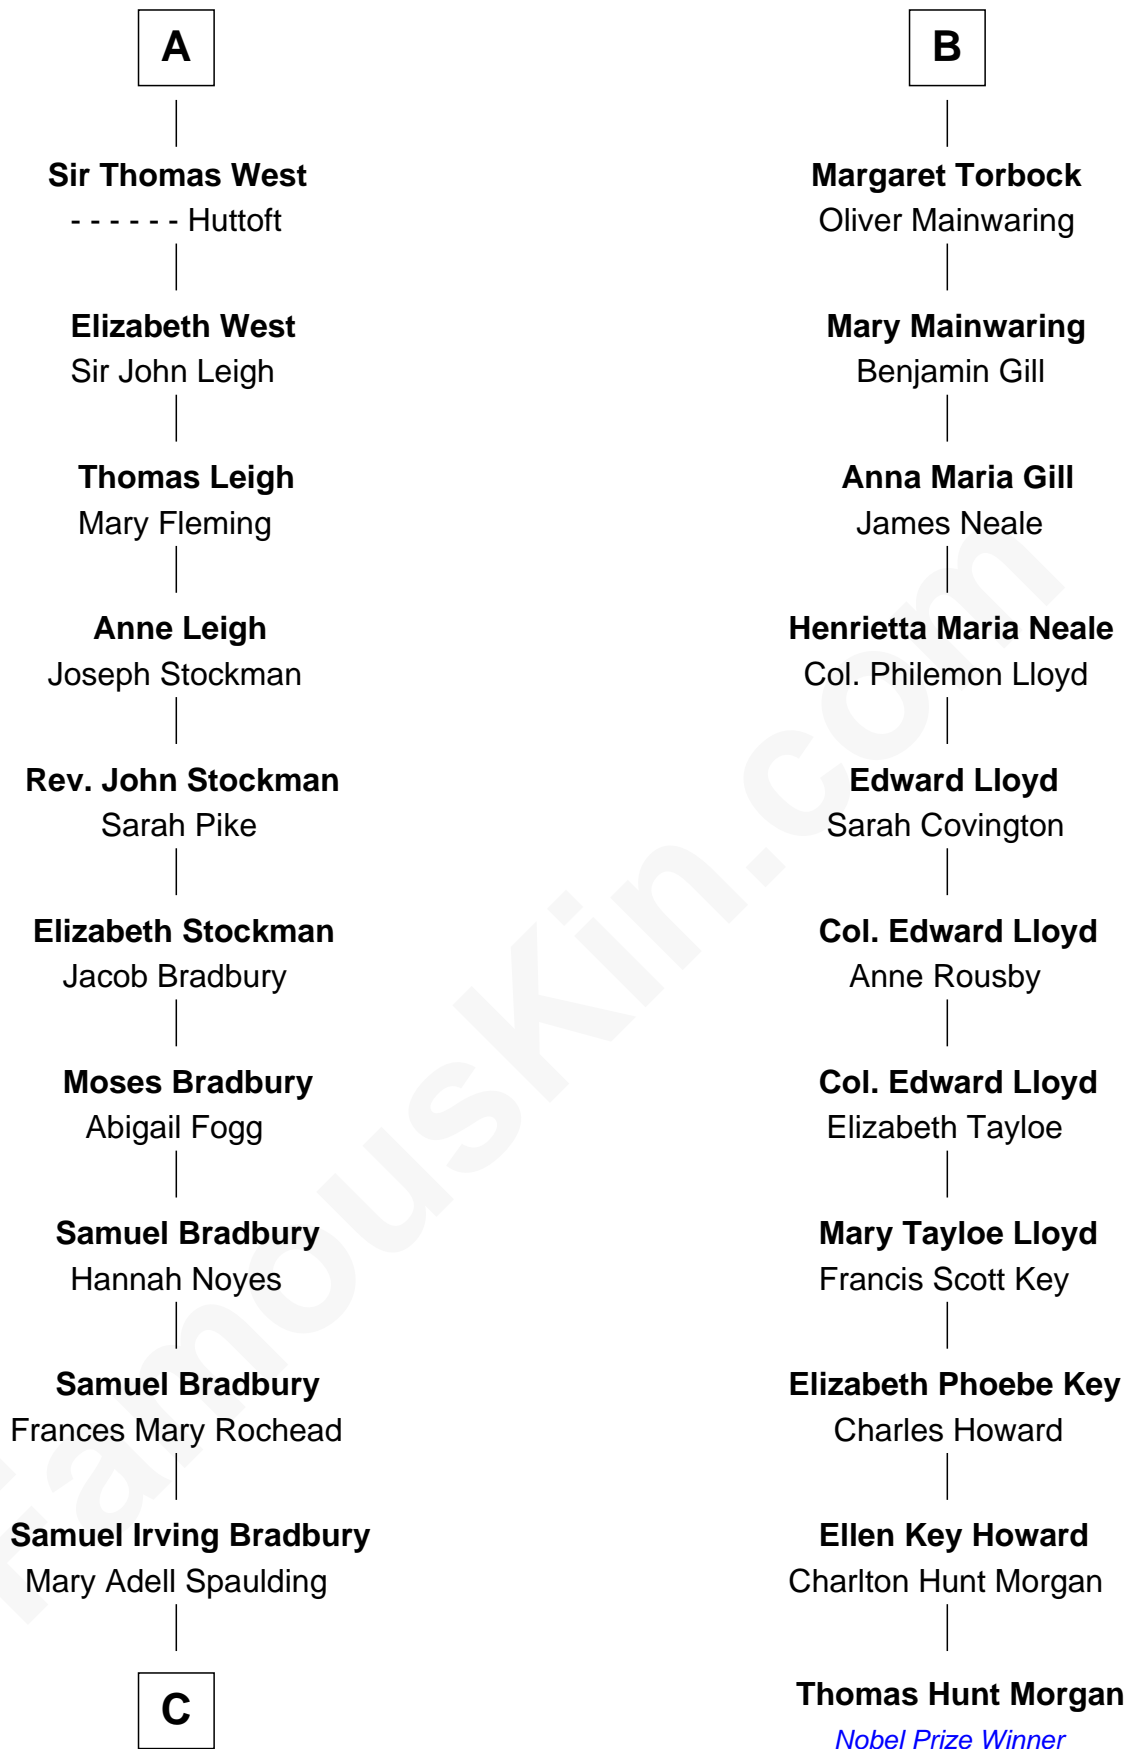 A
Sir Thomas West
- - - - - - Huttoft
Elizabeth West
Sir John Leigh
Thomas Leigh
Mary Fleming
Anne Leigh
Joseph Stockman
Rev. John Stockman
Sarah Pike
Elizabeth Stockman
Jacob Bradbury
Moses Bradbury
Abigail Fogg
Samuel Bradbury
Hannah Noyes
Samuel Bradbury
Frances Mary Rochead
Samuel Irving Bradbury
Mary Adell Spaulding
C
B
Margaret Torbock
Oliver Mainwaring
Mary Mainwaring
Benjamin Gill
Anna Maria Gill
James Neale
Henrietta Maria Neale
Col. Philemon Lloyd
Edward Lloyd
Sarah Covington
Col. Edward Lloyd
Anne Rousby
Col. Edward Lloyd
Elizabeth Tayloe
Mary Tayloe Lloyd
Francis Scott Key
Elizabeth Phoebe Key
Charles Howard
Ellen Key Howard
Charlton Hunt Morgan
Thomas Hunt Morgan
Nobel Prize Winner
FamousKin.com